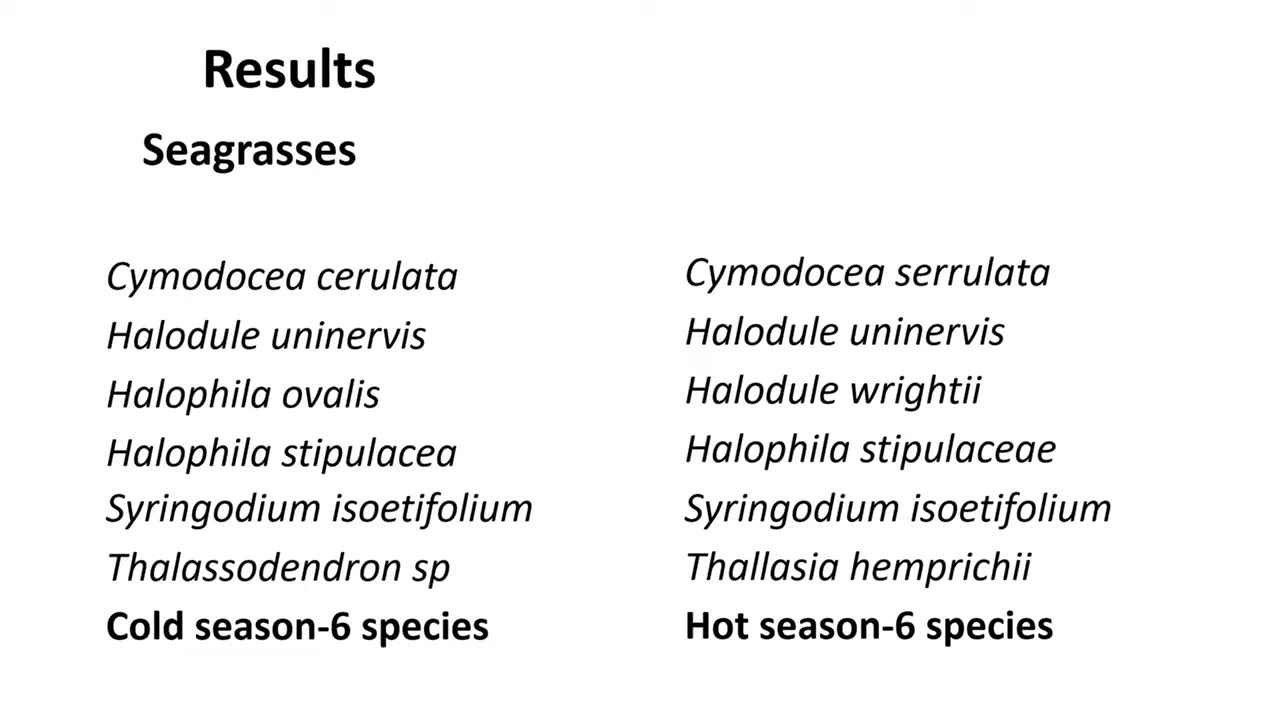 Results
Seagrasses
Cymodocea cerulata
Halodule uninervis
Halophila ovalis
Halophila stipulacea
Syringodium isoetifolium
Thalassodendron sp
Cold season-6 species
Cymodocea serrulata
Halodule uninervis
Halodule wrightii
Halophila stipulaceae
Syringodium isoetifolium
Thallasia hemprichii
Hot season-6 species